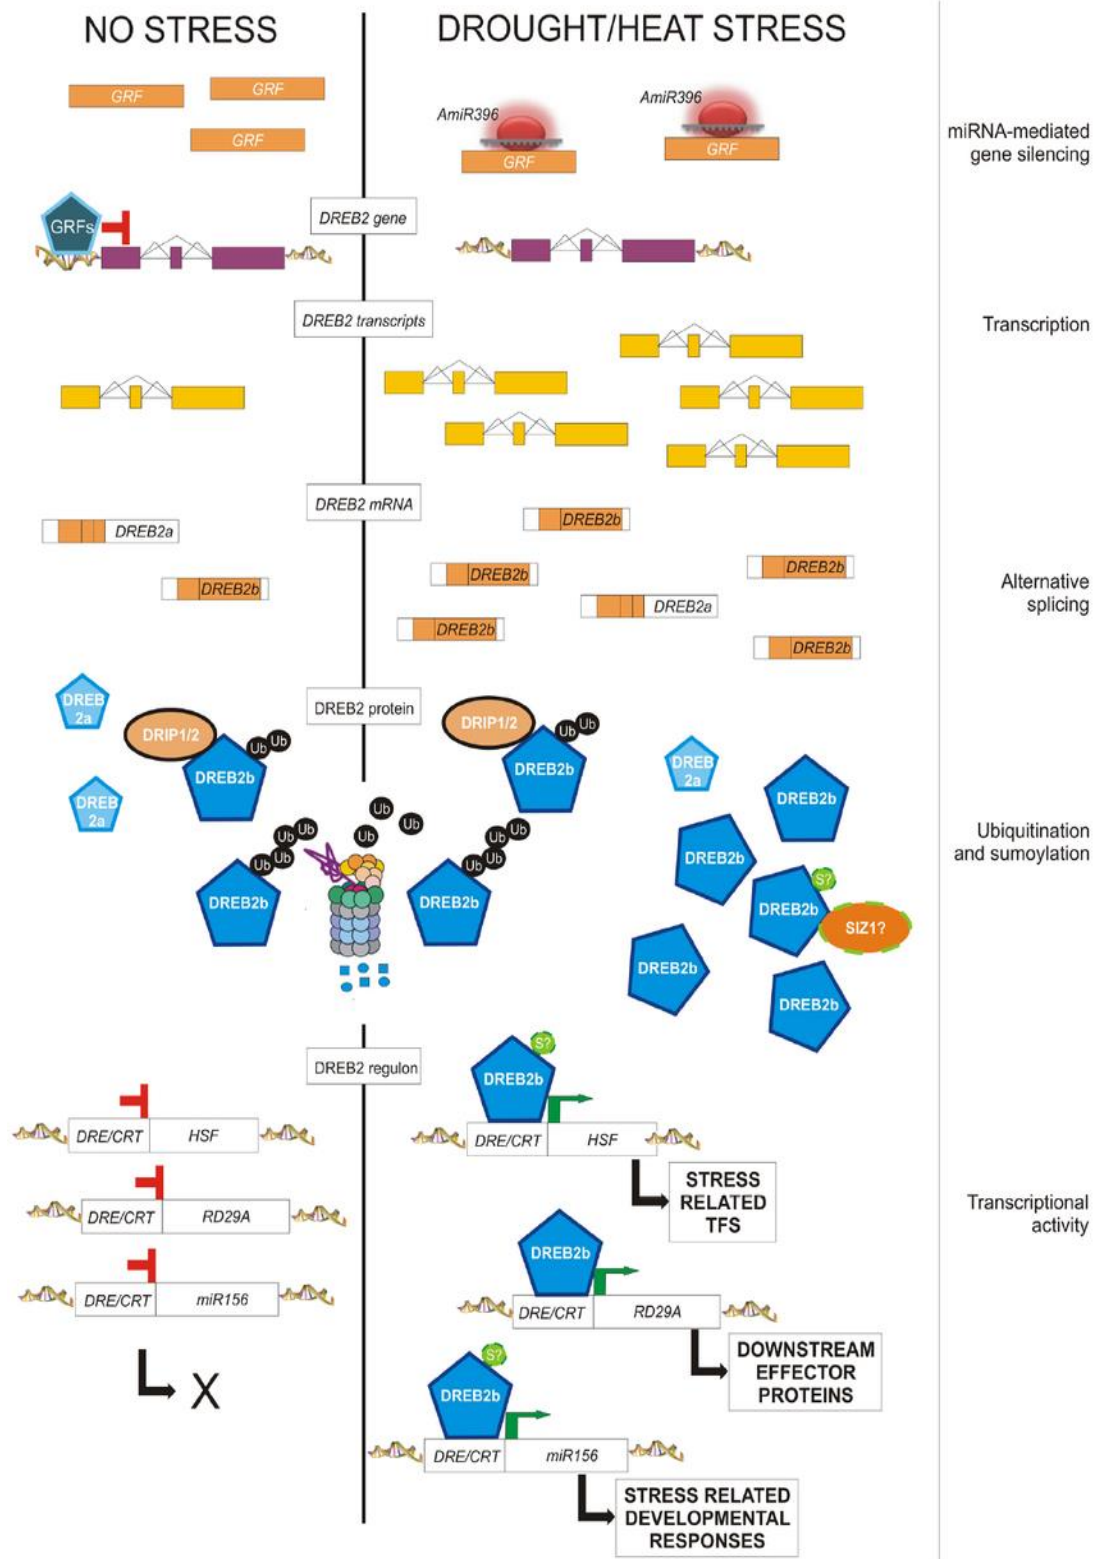 NO STRESS
DROUGHT/HEAT STRESS
GRF
GRF
GRF
AmiR396
GRF
AmiR396
GRF
miRNA-mediated
gene silencing
GRFs
DREB2 gene
DREB2 transcripts
Transcription
DREB2 mRNA
DREB2a
DREB2b
DREB2b
DREB2b
DREB2b
DREB2a
DREB2b
DREB2b
Alternative
splicing
DREB2 protein
DREB
2a
DRIP1/2
Ub
Ub
DREB2b
DREB
2a
DRIP1/2
Ub
Ub
DREB2b
DREB
2a
DREB2b
Ub
Ub
Ub
Ub
Ub
Ub
Ub
DREB2b
Ub
Ub
Ub
Ub
DREB2b
DREB2b
DREB2b
S?
SIZ1?
DREB2b
DREB2b
Ubiquitination
and sumoylation
DREB2 regulon
DRE/CRT
HSF
DRE/CRT
RD29A
DRE/CRT
miR156
X
S?
DREB2b
DRE/CRT
HSF
STRESS
RELATED
TFS
DREB2b
DRE/CRT
RD29A
DOWNSTREAM
EFFECTOR
PROTEINS
S?
DREB2b
DRE/CRT
miR156
STRESS RELATED
DEVELOPMENTAL
RESPONSES
Transcriptional
activity